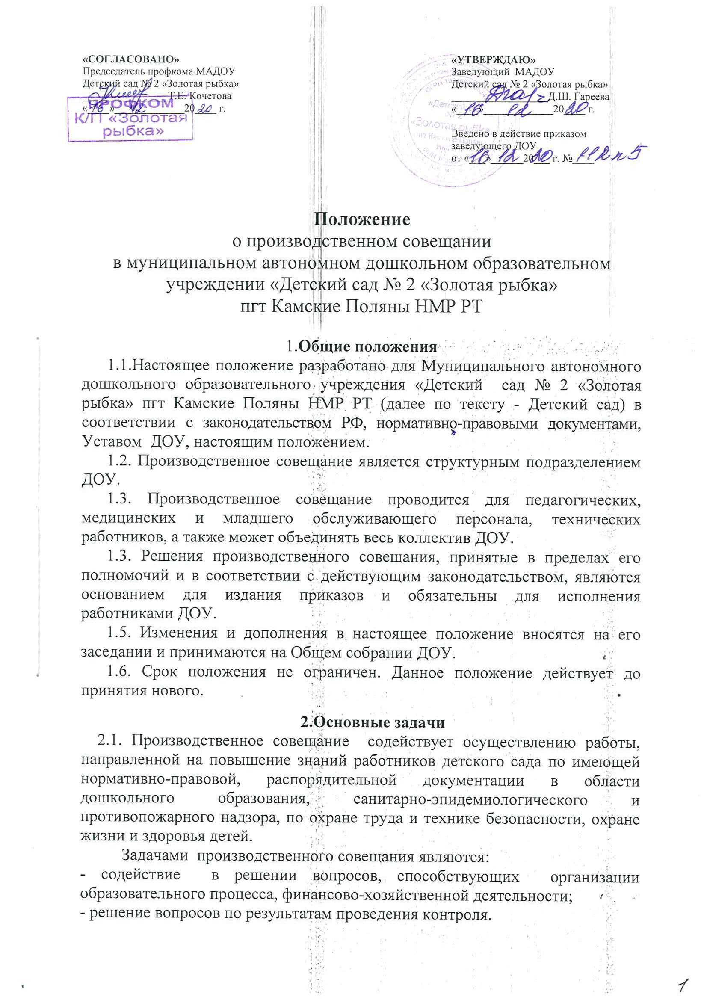 «СОГЛАСОВАНО»
Председатель профкома МАДОУ
Детский сад № 2 «Золотая рыбка»
Т.Е. Кочетова
«16» 12 2020 г.
ПРОФКОМ
К/П «Золотая
рыбка»
«УТВЕРЖДАЮ»
Заведующий МАДОУ
Детский сад № 2 «Золотая рыбка»
Д.Ш. Гареева
«16» 12 2020 г.
Введено в действие приказом
заведующего ДОУ
от «16» 12 2020 г. №
Положение
о производственном совещании
в муниципальном автономном дошкольном образовательном
учреждении «Детский сад № 2 «Золотая рыбка»
пгт Камские Поляны НМР РТ
1.Общие положения
1.1.Настоящее положение разработано для Муниципального автономного
дошкольного образовательного учреждения «Детский сад № 2 «Золотая
рыбка» пгт Камские Поляны НМР РТ (далее по тексту - Детский сад) в
соответствии с законодательством РФ, нормативно-правовыми документами,
Уставом ДОУ, настоящим положением.
1.2. Производственное совещание является структурным подразделением
ДОУ.
1.3. Производственное совещание проводится для педагогических,
медицинских и младшего обслуживающего персонала, технических
работников, а также может объединять весь коллектив ДОУ.
1.3. Решения производственного совещания, принятые в пределах его
полномочий и в соответствии с действующим законодательством, являются
основанием для издания приказов и обязательны для исполнения
работниками ДОУ.
1.5. Изменения и дополнения в настоящее положение вносятся на его
заседании и принимаются на Общем собрании ДОУ.
1.6. Срок положения не ограничен. Данное положение действует до
принятия нового.
2.Основные задачи
2.1. Производственное совещание содействует осуществлению работы,
направленной на повышение знаний работников детского сада по имеющей
нормативно-правовой, распорядительной документации в области
дошкольного образования, санитарно-эпидемиологического и
противопожарного надзора, по охране труда и технике безопасности, охране
жизни и здоровья детей.
Задачами производственного совещания являются:
- содействие в решении вопросов, способствующих организации
образовательного процесса, финансово-хозяйственной деятельности;
- решение вопросов по результатам проведения контроля.
1